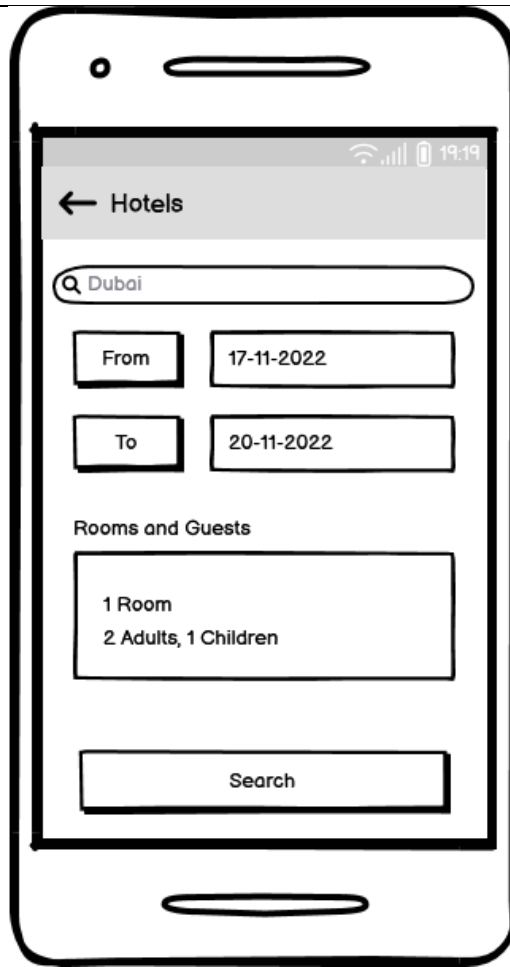 19:19
Hotels
Dubai
From 17-11-2022
To 20-11-2022
Rooms and Guests
1 Room
2 Adults, 1 Children
Search